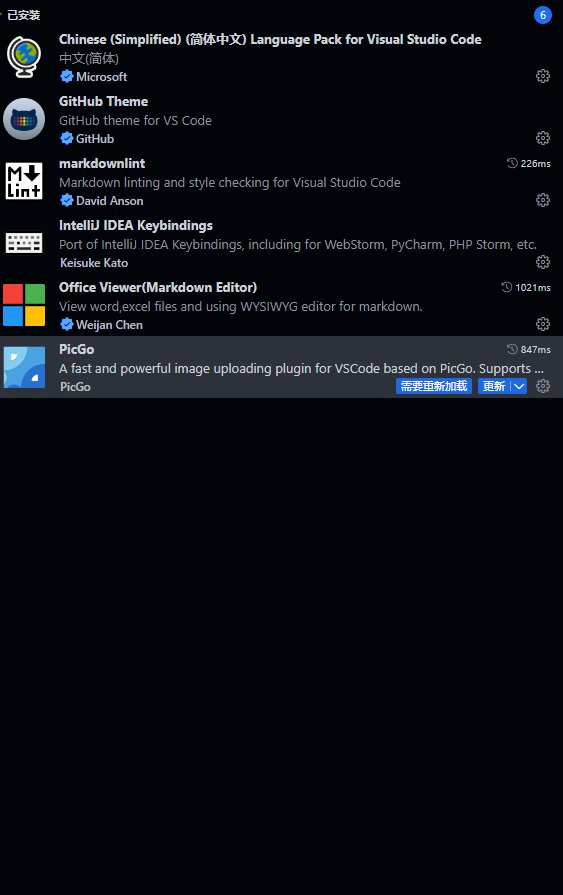 已安装 6
Chinese (Simplified) (简体中文) Language Pack for Visual Studio Code
中文(简体)
Microsoft
GitHub Theme
GitHub theme for VS Code
GitHub
markdownlint 226ms
Markdown linting and style checking for Visual Studio Code
David Anson
IntelliJ IDEA Keybindings
Port of IntelliJ IDEA Keybindings, including for WebStorm, PyCharm, PHP Storm, etc.
Keisuke Kato
Office Viewer(Markdown Editor) 1021ms
View word,excel files and using WYSIWYG editor for markdown.
Weijan Chen
PicGo 847ms
A fast and powerful image uploading plugin for VSCode based on PicGo. Supports ...
PicGo 需要重新加载 更新
M
lint